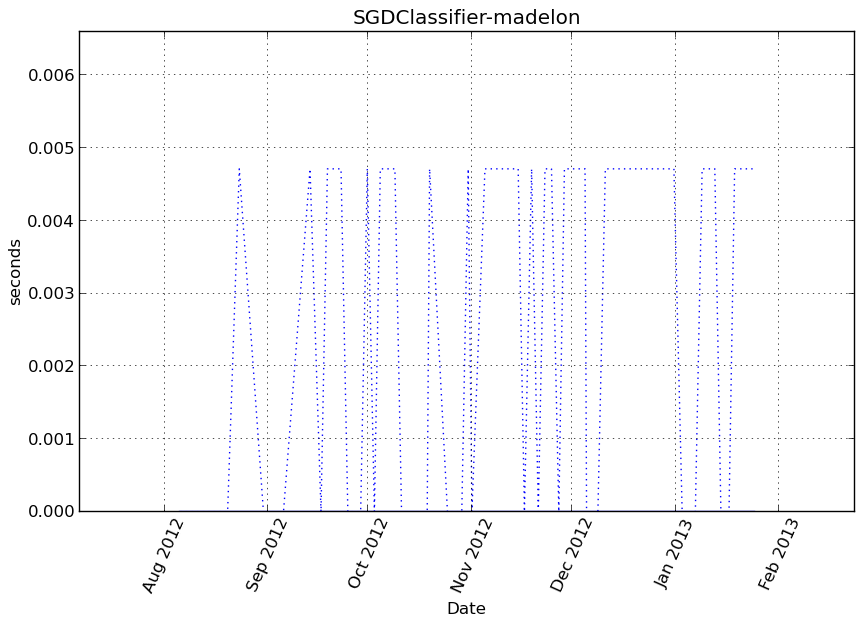 SGDClassifier-madelon
0.006
0.005
0.004
0.003
0.002
0.001
0.000
seconds
Aug 2012
Sep 2012
Oct 2012
Nov 2012
Dec 2012
Jan 2013
Feb 2013
Date